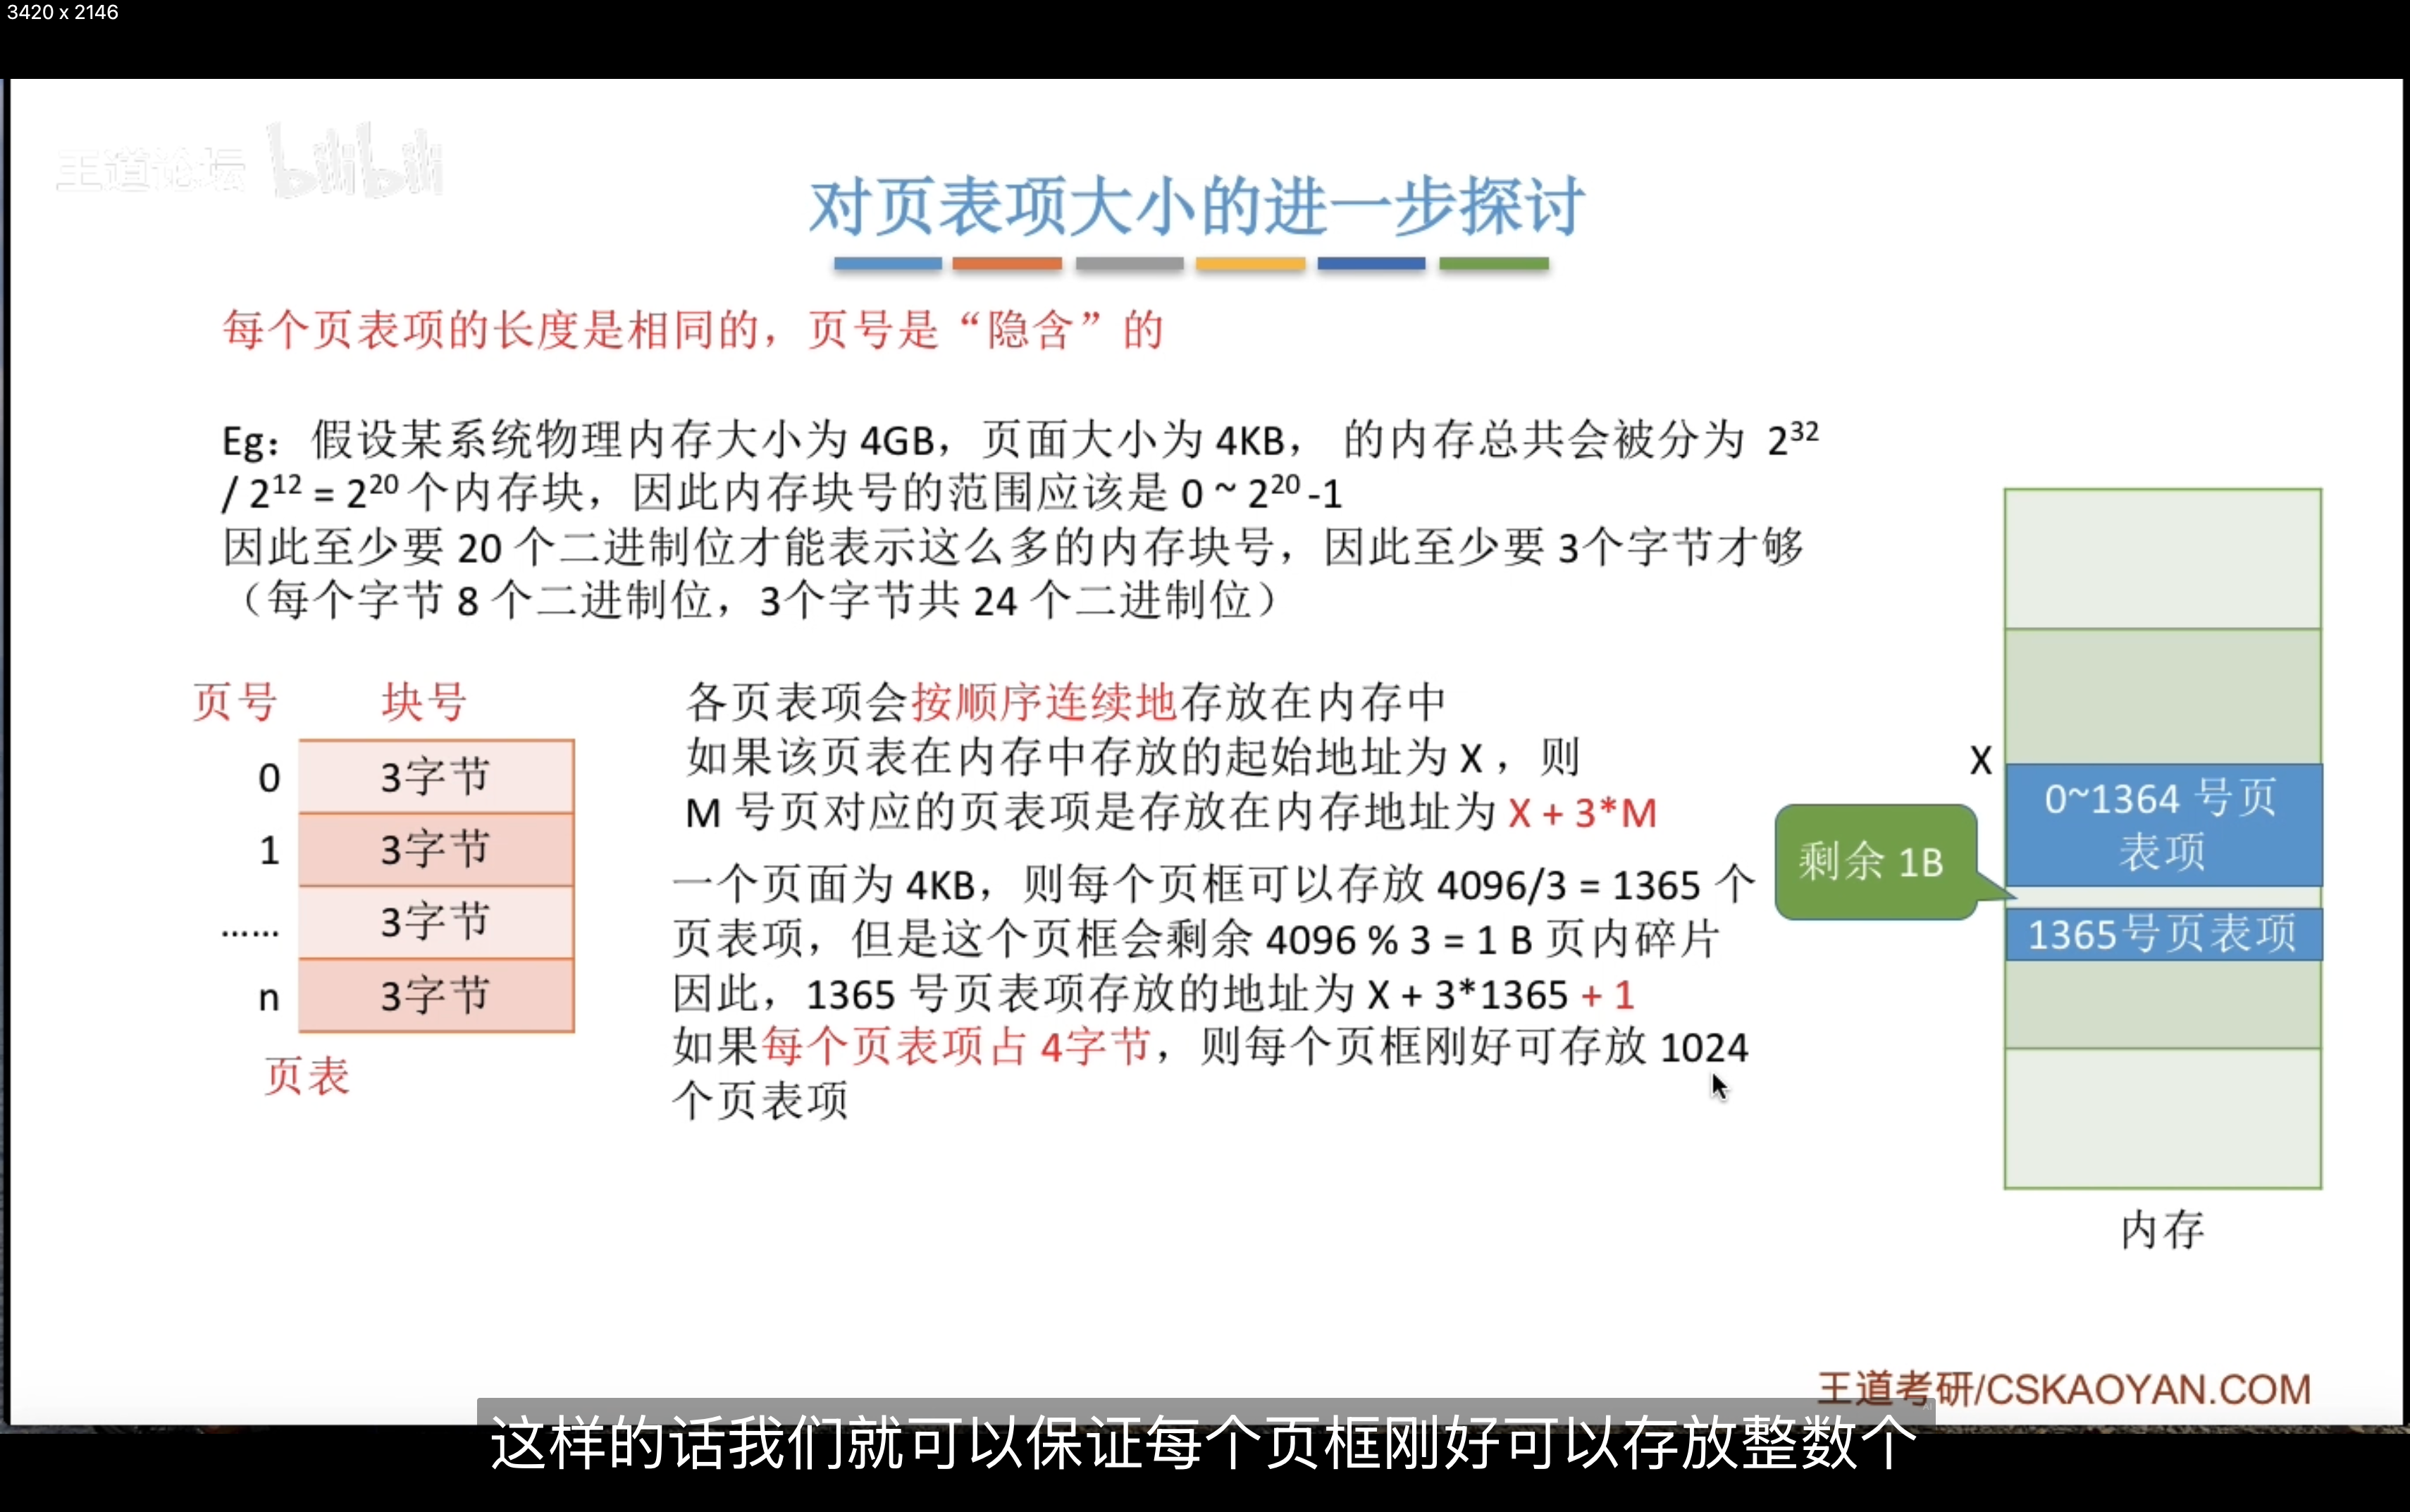 3420 x 2146
王道论坛 bilibili
对页表项大小的进一步探讨
每个页表项的长度是相同的，页号是“隐含”的
Eg：假设某系统物理内存大小为 4GB，页面大小为 4KB， 的内存总共会被分为 2³²
/ 2¹² = 2²⁰ 个内存块，因此内存块号的范围应该是 0 ~ 2²⁰ -1
因此至少要 20 个二进制位才能表示这么多的内存块号，因此至少要 3个字节才够
（每个字节 8 个二进制位，3个字节共 24 个二进制位）
页号 块号
0 3字节
1 3字节
…… 3字节
n 3字节
页表
各页表项会按顺序连续地存放在内存中
如果该页表在内存中存放的起始地址为 X ，则
M 号页对应的页表项是存放在内存地址为 X + 3*M
一个页面为 4KB，则每个页框可以存放 4096/3 = 1365 个
页表项，但是这个页框会剩余 4096 % 3 = 1 B 页内碎片
因此，1365 号页表项存放的地址为 X + 3*1365 + 1
如果每个页表项占 4字节，则每个页框刚好可存放 1024
个页表项
X
0~1364 号页
表项
剩余 1B
1365号页表项
内存
王道考研/CSKAOYAN.COM
这样的话我们就可以保证每个页框刚好可以存放整数个